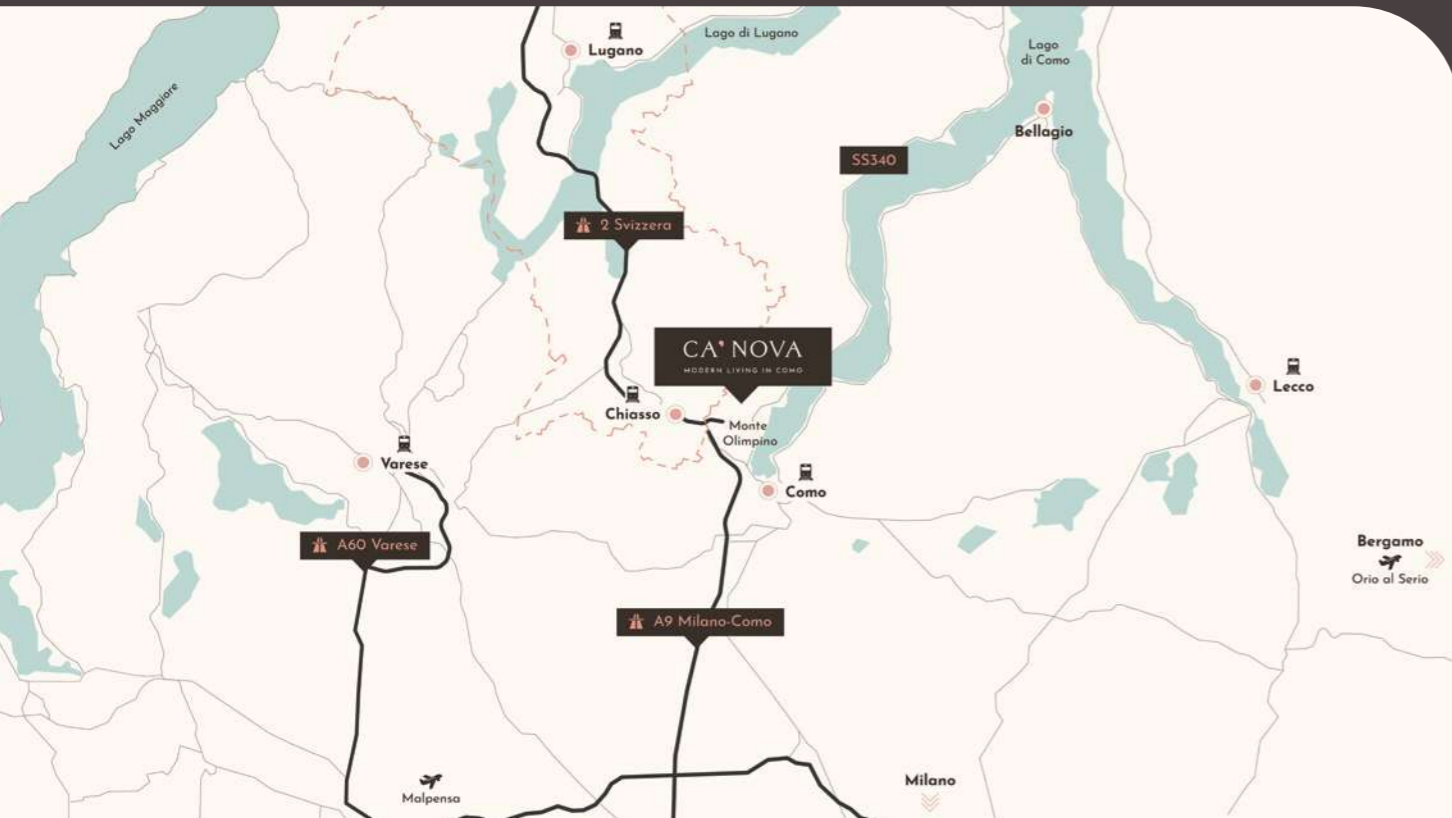 Lugano
Lago di Lugano
Lago
di Como
Lago Maggiore
Bellagio
SS340
2 Svizzera
CA' NOVA
MODERN LIVING IN COMO
Lecco
Chiasso
Monte
Olimpino
Varese
Como
A60 Varese
Bergamo
Orio al Serio
A9 Milano-Como
Milano
Malpensa